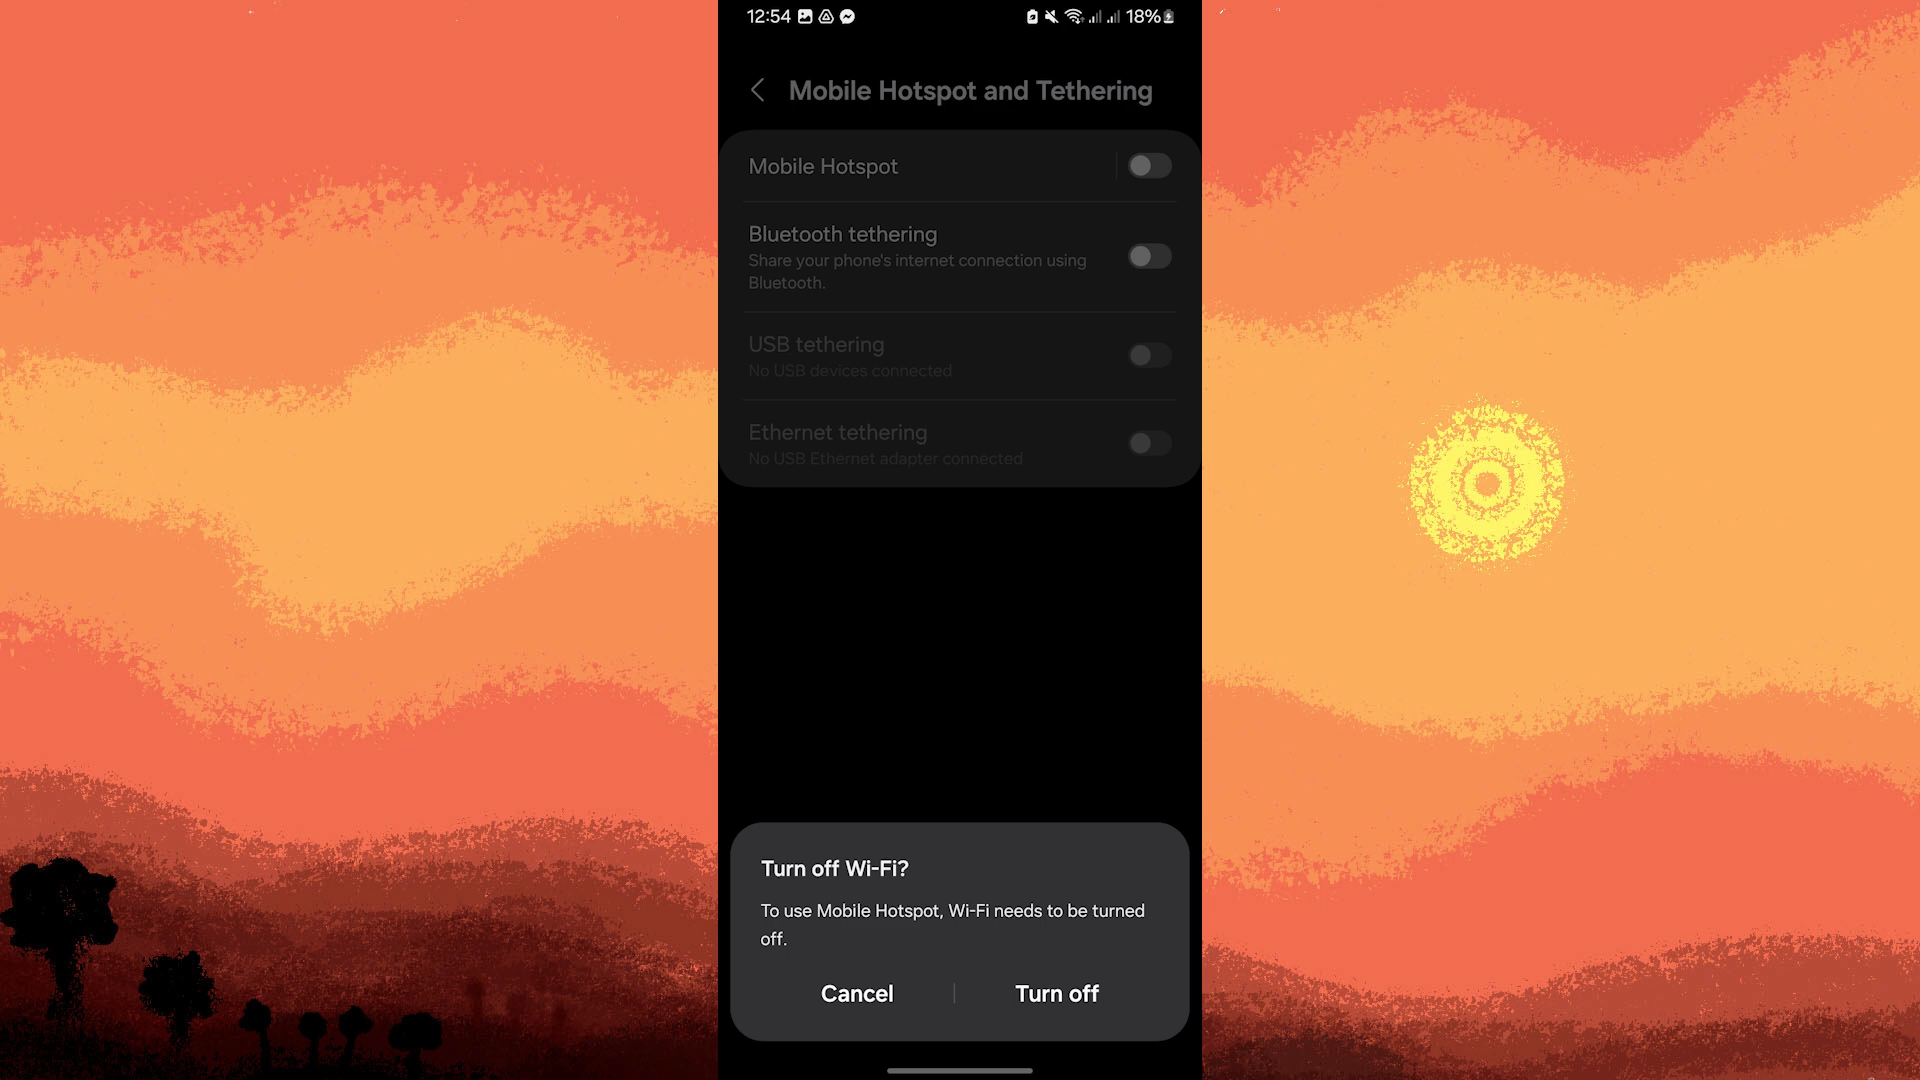 12:54 18%
Mobile Hotspot and Tethering
Mobile Hotspot
Bluetooth tethering
Share your phone's internet connection using
Bluetooth.
USB tethering
No USB devices connected
Ethernet tethering
No USB Ethernet adapter connected
Turn off Wi-Fi?
To use Mobile Hotspot, Wi-Fi needs to be turned
off.
Cancel Turn off